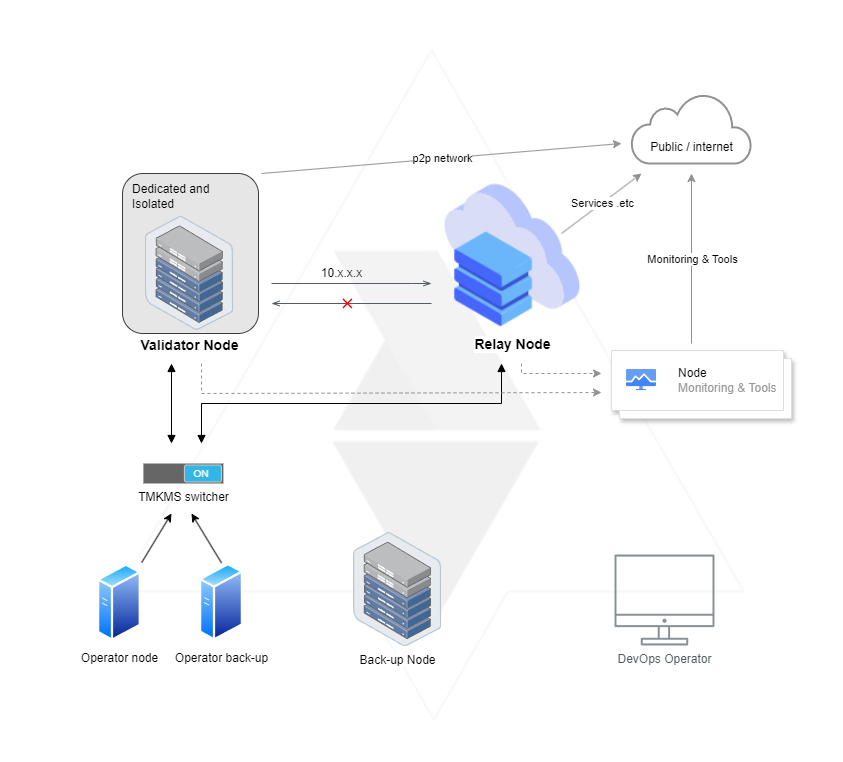 Public / internet
p2p network
Dedicated and
Isolated
Services .etc
Monitoring & Tools
10.x.x.x
Validator Node
Relay Node
Node
Monitoring & Tools
ON
TMKMS switcher
Operator node
Operator back-up
Back-up Node
DevOps Operator